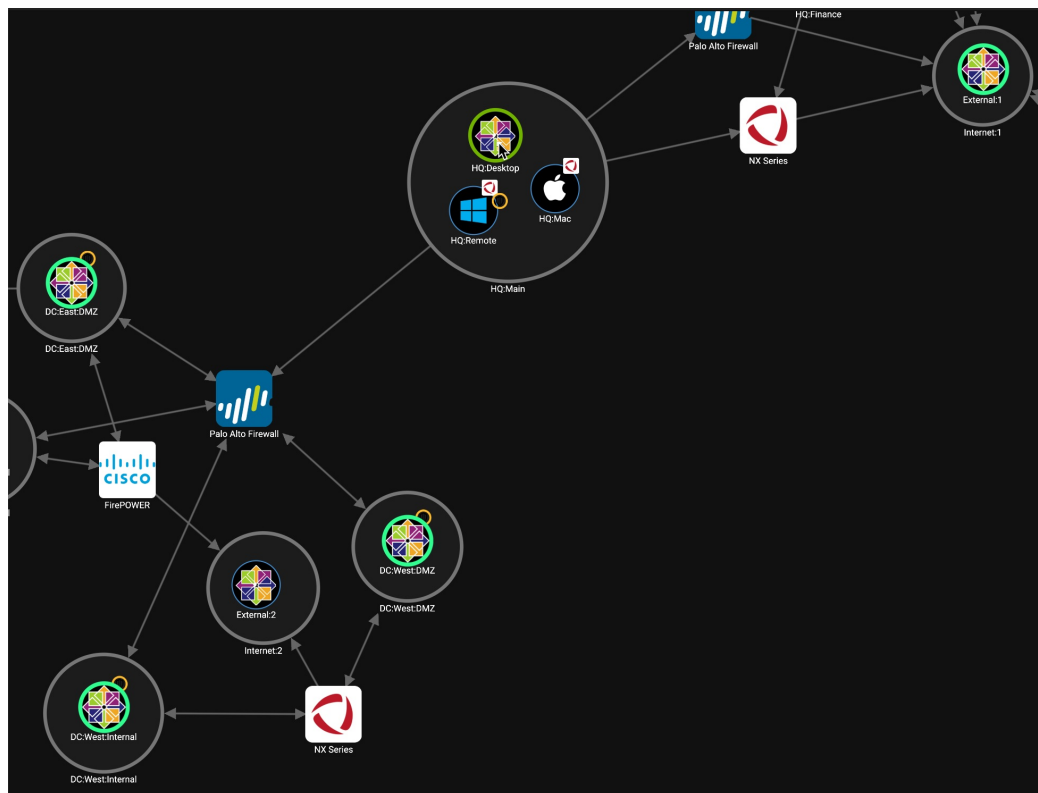 HQ:Finance
Palo Alto Firewall
External:1
Internet:1
NX Series
HQ:Desktop
HQ:Mac
HQ:Remote
HQ:Main
DC:East:DMZ
DC:East:DMZ
Palo Alto Firewall
CISCO
FirePOWER
DC:West:DMZ
DC:West:DMZ
External:2
Internet:2
DC:West:Internal
DC:West:Internal
NX Series